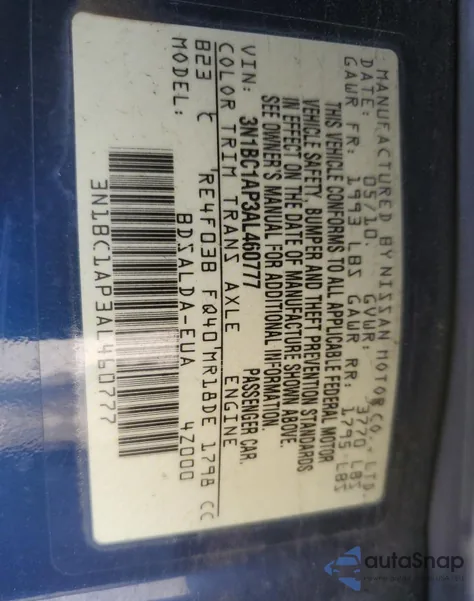 MANUFACTURED BY NISSAN MOTOR CO., LTD.
DATE: 05/10 GVWR: 3770 LBS
GAWR FR: 1993 LBS GAWR RR: 1795 LBS
THIS VEHICLE CONFORMS TO ALL APPLICABLE FEDERAL MOTOR
VEHICLE SAFETY, BUMPER AND THEFT PREVENTION STANDARDS
IN EFFECT ON THE DATE OF MANUFACTURE SHOWN ABOVE.
SEE OWNER'S MANUAL FOR ADDITIONAL INFORMATION
VIN: 3N1BC1AP3AL460777 PASSENGER CAR
COLOR TRIM TRANS AXLE ENGINE
B23 C RE4F03B FQ40 MR18DE 1798 CC
MODEL: BDSALDA-EUA 4Z000
3N1BC1AP3AL460777
autoSnap